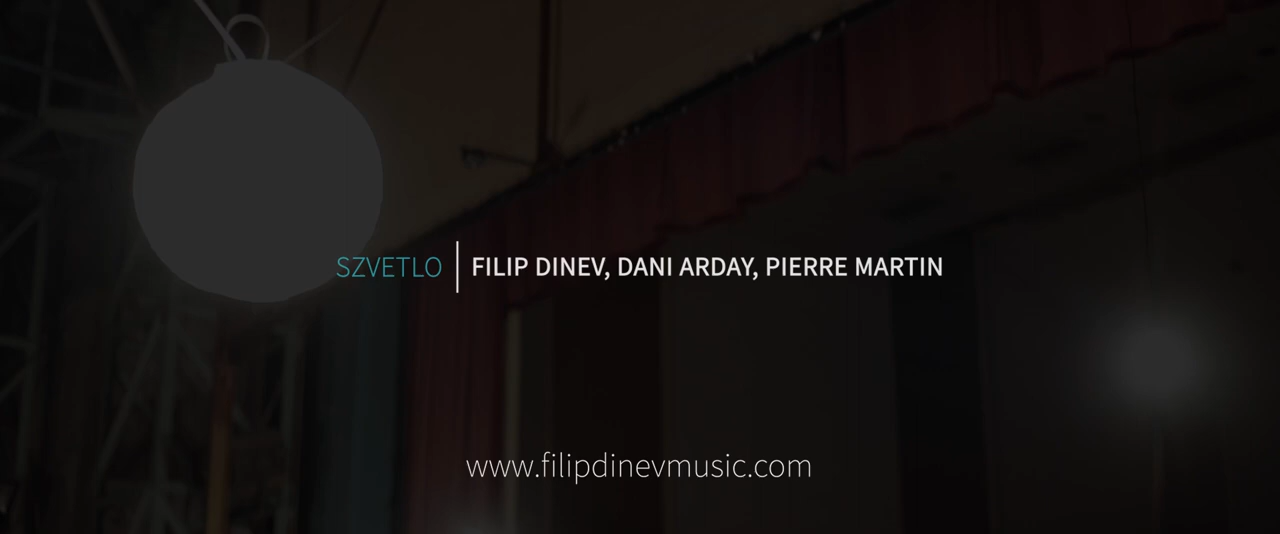 SZVETLO | FILIP DINEV, DANI ARDAY, PIERRE MARTIN
www.filipdinevmusic.com